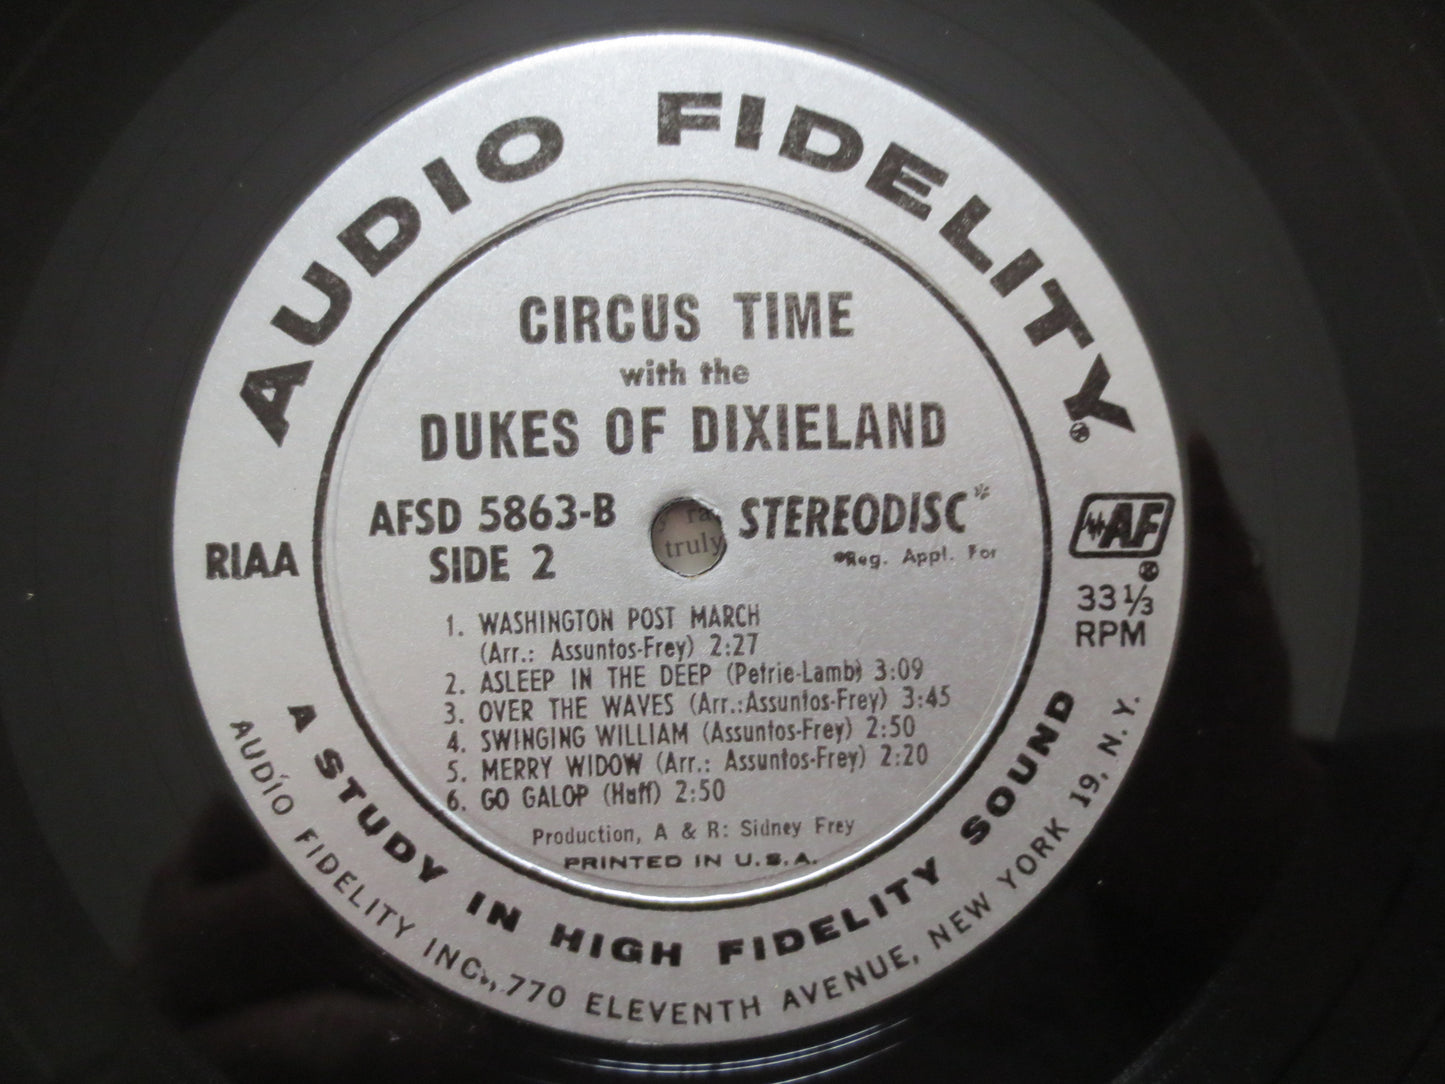 AUDIO FIDELITY®
CIRCUS TIME
with the
DUKES OF DIXIELAND
AFSD 5863-B
SIDE 2
STEREODISC*
*Reg. Appl. For
RIAA
AF®
33 1/3
RPM
truly
1. WASHINGTON POST MARCH
(Arr.: Assuntos-Frey) 2:27
2. ASLEEP IN THE DEEP (Petrie-Lamb) 3:09
3. OVER THE WAVES (Arr.:Assuntos-Frey) 3:45
4. SWINGING WILLIAM (Assuntos-Frey) 2:50
5. MERRY WIDOW (Arr.: Assuntos-Frey) 2:20
6. GO GALOP (Huff) 2:50
Production, A & R: Sidney Frey
PRINTED IN U.S.A.
A STUDY IN HIGH FIDELITY SOUND
AUDIO FIDELITY INC., 770 ELEVENTH AVENUE, NEW YORK 19, N.Y.